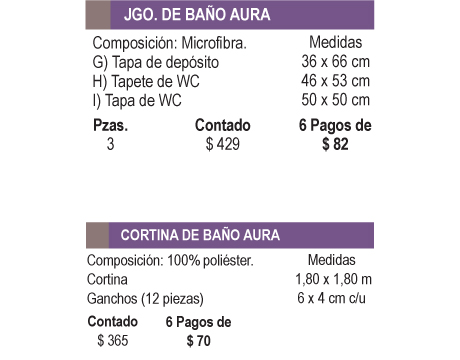 JGO. DE BAÑO AURA
Composición: Microfibra. Medidas
G) Tapa de depósito 36 x 66 cm
H) Tapete de WC 46 x 53 cm
I) Tapa de WC 50 x 50 cm
Pzas. Contado 6 Pagos de
3 $ 429 $ 82
CORTINA DE BAÑO AURA
Composición: 100% poliéster. Medidas
Cortina 1,80 x 1,80 m
Ganchos (12 piezas) 6 x 4 cm c/u
Contado 6 Pagos de
$ 365 $ 70